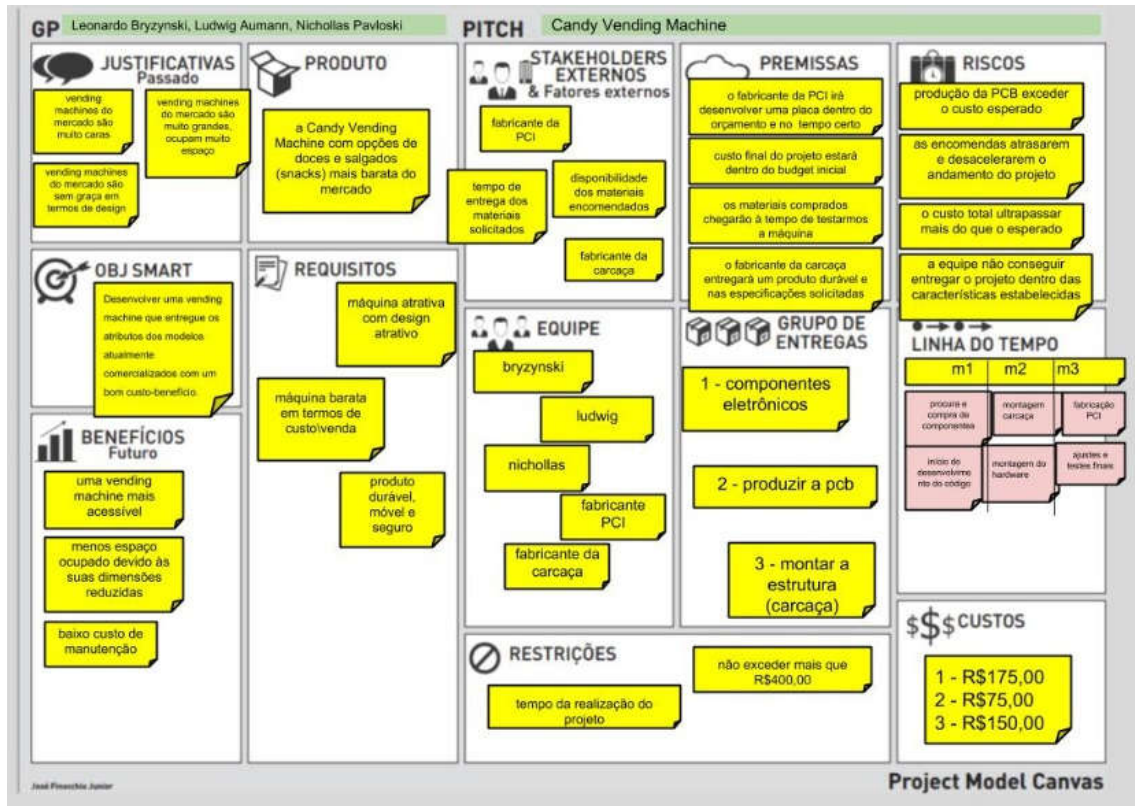 GP Leonardo Bryzynski, Ludwig Aumann, Nichollas Pavloski
PITCH Candy Vending Machine
JUSTIFICATIVAS
Passado
vending
machines do
mercado são
muito caras
vending machines
do mercado são
muito grandes,
ocupam muito
espaço
vending machines
do mercado são
sem graça em
termos de design
PRODUTO
a Candy Vending
Machine com opções de
doces e salgados
(snacks) mais barata do
mercado
STAKEHOLDERS
EXTERNOS
& Fatores externos
fabricante da
PCI
tempo de
entrega dos
materiais
solicitados
disponibilidade
dos materiais
encomendados
fabricante da
carcaça
PREMISSAS
o fabricante da PCI irá
desenvolver uma placa dentro do
orçamento e no tempo certo
custo final do projeto estará
dentro do budget inicial
os materiais comprados
chegarão à tempo de testarmos
a máquina
o fabricante da carcaça
entregará um produto durável e
nas especificações solicitadas
RISCOS
produção da PCB exceder
o custo esperado
as encomendas atrasarem
e desacelerarem o
andamento do projeto
o custo total ultrapassar
mais do que o esperado
a equipe não conseguir
entregar o projeto dentro das
características estabelecidas
OBJ SMART
Desenvolver uma vending
machine que entregue os
atributos dos modelos
atualmente
comercializados com um
bom custo-benefício.
REQUISITOS
máquina atrativa
com design
atrativo
máquina barata
em termos de
custo\venda
produto
durável,
móvel e
seguro
EQUIPE
bryzynski
ludwig
nichollas
fabricante
PCI
fabricante da
carcaça
GRUPO DE
ENTREGAS
1 - componentes
eletrônicos
2 - produzir a pcb
3 - montar a
estrutura
(carcaça)
LINHA DO TEMPO
m1 m2 m3
procura e
compra de
componentes
montagem
carcaça
fabricação
PCI
início do
desenvolvime
nto do código
montagem do
hardware
ajustes e
testes finais
BENEFÍCIOS
Futuro
uma vending
machine mais
acessível
menos espaço
ocupado devido às
suas dimensões
reduzidas
baixo custo de
manutenção
RESTRIÇÕES
não exceder mais que
R$400,00
tempo da realização do
projeto
$$$ CUSTOS
1 - R$175,00
2 - R$75,00
3 - R$150,00
José Finocchio Junior
Project Model Canvas